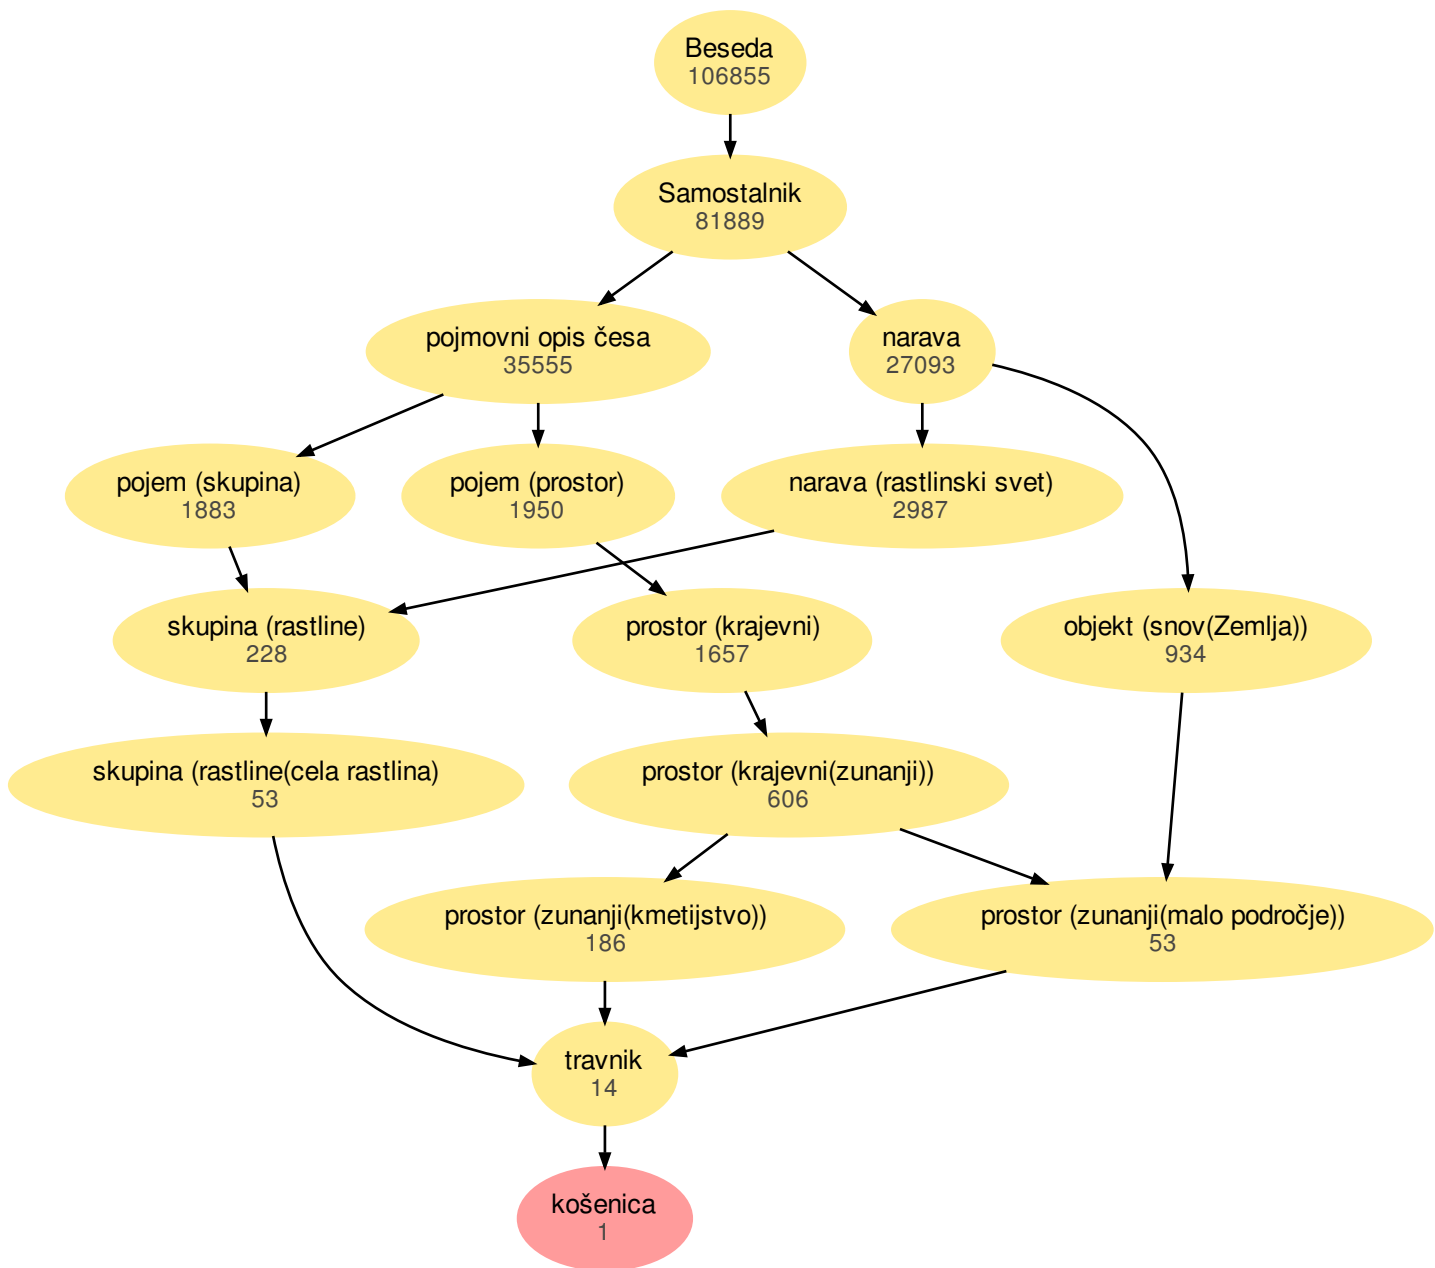 Beseda
106855
Samostalnik
81889
pojmovni opis česa
35555
narava
27093
pojem (skupina)
1883
pojem (prostor)
1950
narava (rastlinski svet)
2987
skupina (rastline)
228
prostor (krajevni)
1657
objekt (snov(Zemlja))
934
skupina (rastline(cela rastlina)
53
prostor (krajevni(zunanji))
606
prostor (zunanji(kmetijstvo))
186
prostor (zunanji(malo področje))
53
travnik
14
košenica
1